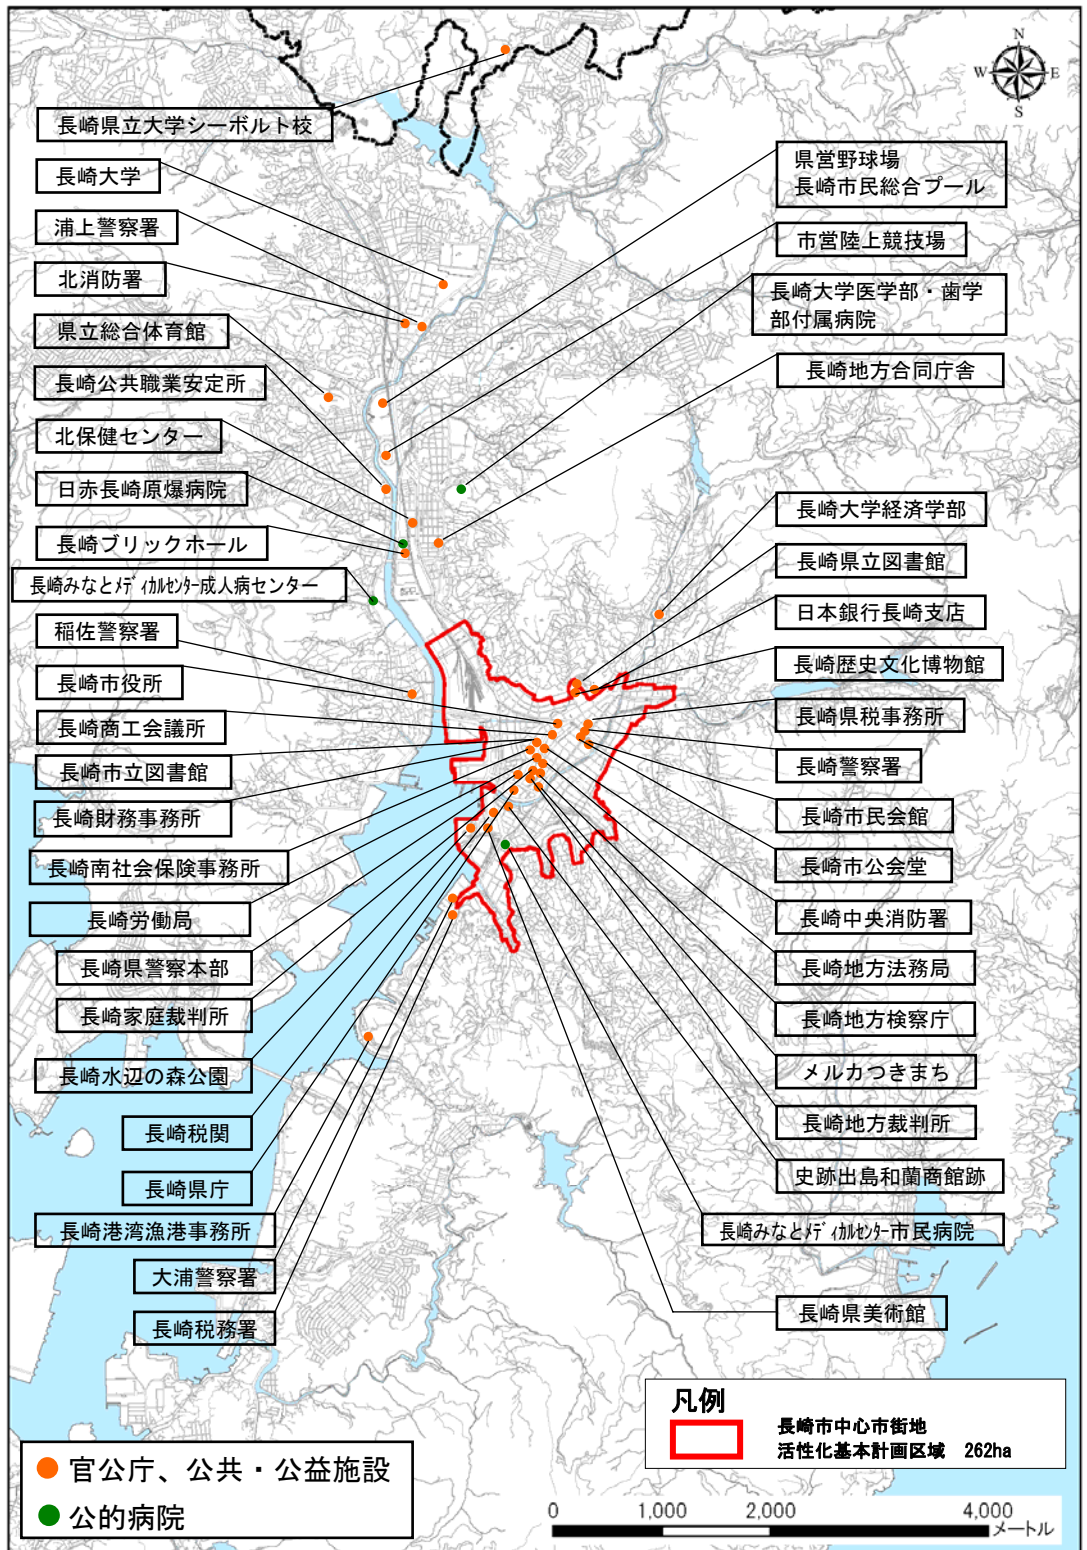 N
W
E
S
長崎県立大学シーボルト校
長崎大学
浦上警察署
北消防署
県立総合体育館
長崎公共職業安定所
北保健センター
日赤長崎原爆病院
長崎ブリックホール
長崎みなとﾒﾃﾞｨｶﾙｾﾝﾀｰ成人病センター
稲佐警察署
長崎市役所
長崎商工会議所
長崎市立図書館
長崎財務事務所
長崎南社会保険事務所
長崎労働局
長崎県警察本部
長崎家庭裁判所
長崎水辺の森公園
長崎税関
長崎県庁
長崎港湾漁港事務所
大浦警察署
長崎税務署
県営野球場
長崎市民総合プール
市営陸上競技場
長崎大学医学部・歯学
部付属病院
長崎地方合同庁舎
長崎大学経済学部
長崎県立図書館
日本銀行長崎支店
長崎歴史文化博物館
長崎県税事務所
長崎警察署
長崎市民会館
長崎市公会堂
長崎中央消防署
長崎地方法務局
長崎地方検察庁
メルカつきまち
長崎地方裁判所
史跡出島和蘭商館跡
長崎みなとﾒﾃﾞｨｶﾙｾﾝﾀｰ市民病院
長崎県美術館
凡例
長崎市中心市街地
活性化基本計画区域 262ha
官公庁、公共・公益施設
公的病院
0 1,000 2,000 4,000
メートル